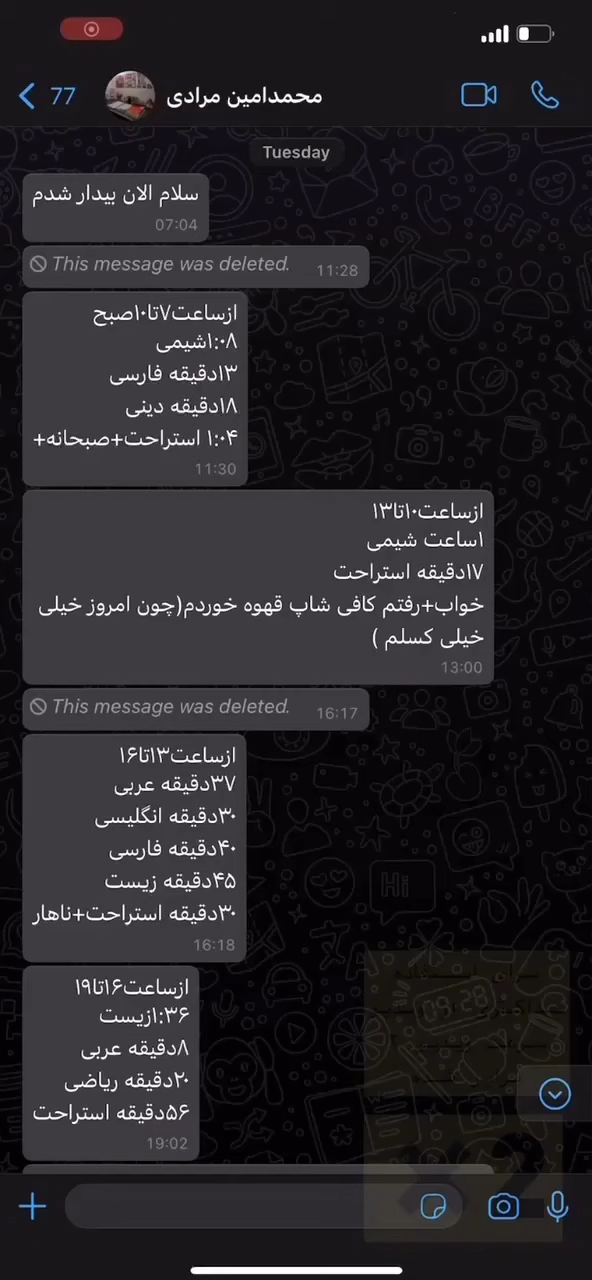 77
محمدامین مرادی
Tuesday
سلام الان بیدار شدم
07:04
This message was deleted.
11:28
ازساعت۷تا۱۰صبح
۱:۰۸شیمی
۱۳دقیقه فارسی
۱۸دقیقه دینی
۱:۰۴ استراحت+صبحانه+
11:30
ازساعت۱۰تا۱۳
۱ساعت شیمی
۱۷دقیقه استراحت
خواب+رفتم کافی شاپ قهوه خوردم(چون امروز خیلی
خیلی کسلم )
13:00
This message was deleted.
16:17
ازساعت۱۳تا۱۶
۳۷دقیقه عربی
۳۰دقیقه انگلیسی
۴۰دقیقه فارسی
۴۵دقیقه زیست
۳۰دقیقه استراحت+ناهار
16:18
ازساعت۱۶تا۱۹
۱:۳۶زیست
۸دقیقه عربی
۲۰دقیقه ریاضی
۵۶دقیقه استراحت
19:02